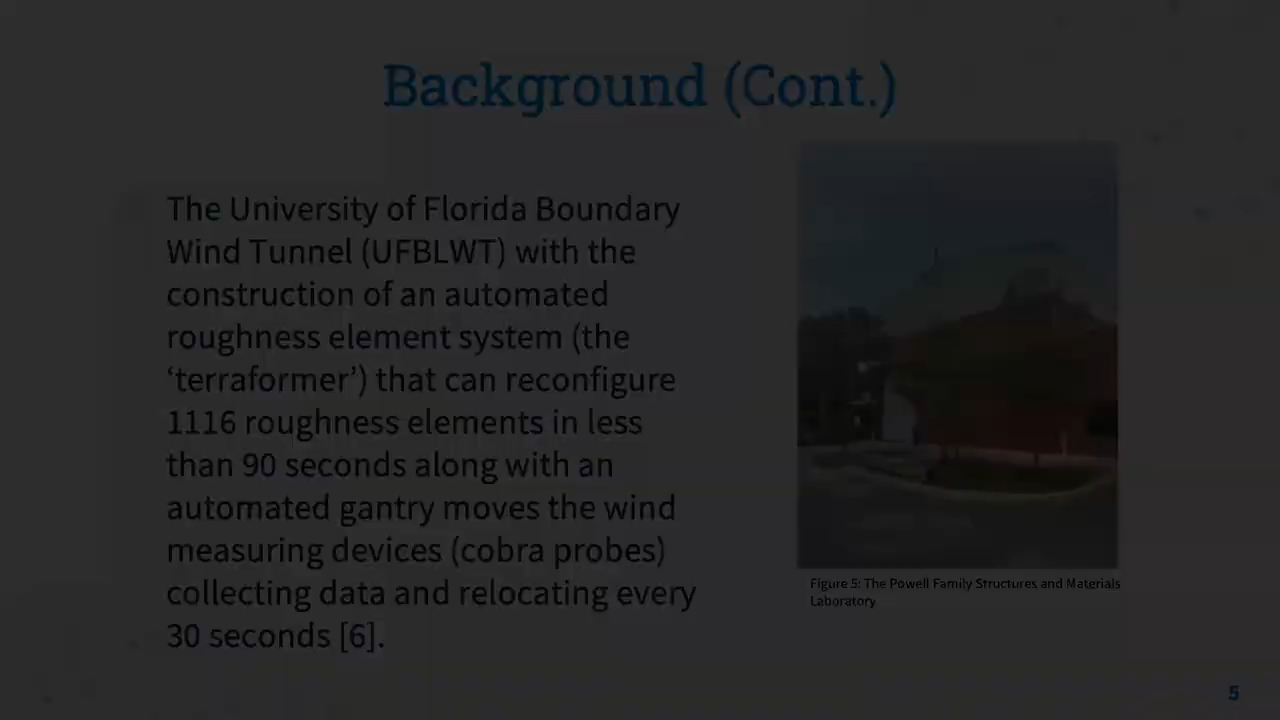 Background (Cont.)
The University of Florida Boundary
Wind Tunnel (UFBLWT) with the
construction of an automated
roughness element system (the
‘terraformer’) that can reconfigure
1116 roughness elements in less
than 90 seconds along with an
automated gantry moves the wind
measuring devices (cobra probes)
collecting data and relocating every
30 seconds [6].
Figure 5: The Powell Family Structures and Materials
Laboratory
5